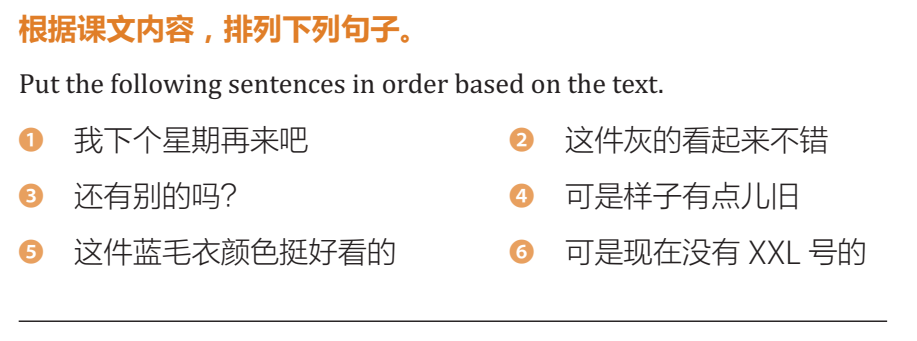 根据课文内容，排列下列句子。
Put the following sentences in order based on the text.
1 我下个星期再来吧 2 这件灰的看起来不错
3 还有别的吗？ 4 可是样子有点儿旧
5 这件蓝毛衣颜色挺好看的 6 可是现在没有 XXL 号的